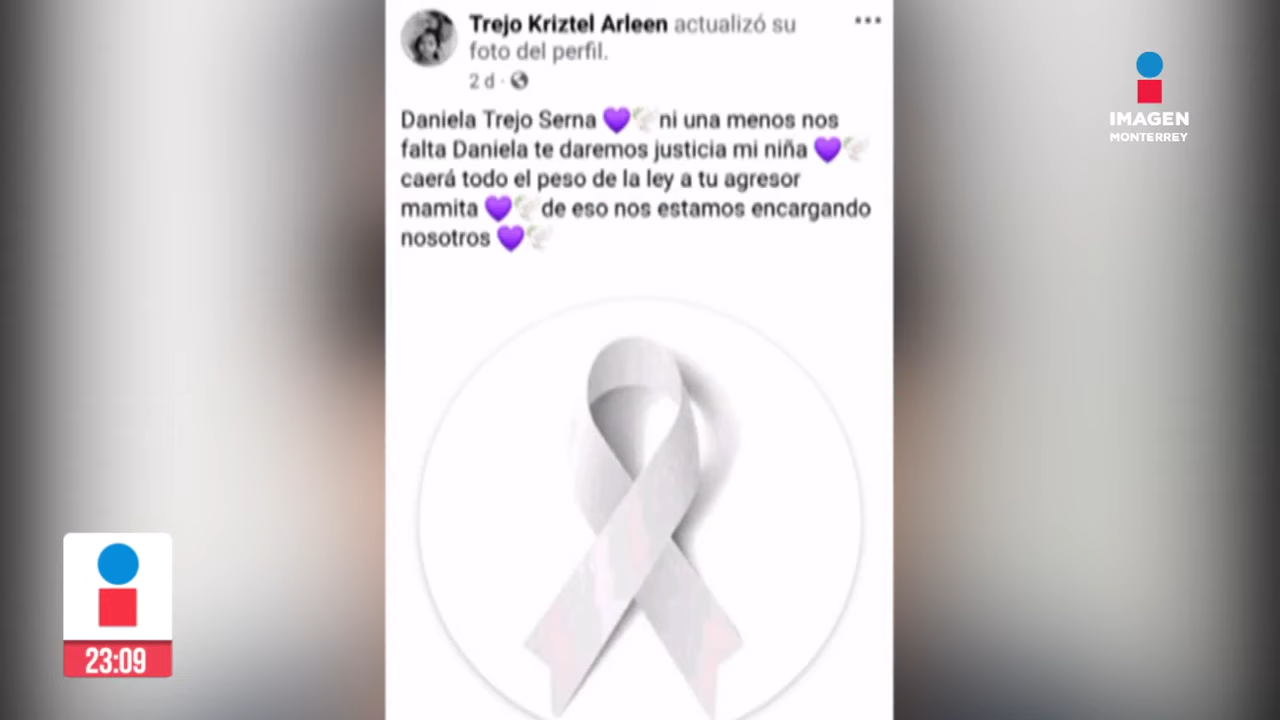 Trejo Kriztel Arleen actualizó su
foto del perfil.
2 d ·
Daniela Trejo Serna 💜🕊️ ni una menos nos
falta Daniela te daremos justicia mi niña 💜🕊️
caerá todo el peso de la ley a tu agresor
mamita 💜🕊️ de eso nos estamos encargando
nosotros 💜🕊️
IMAGEN
MONTERREY
23:09